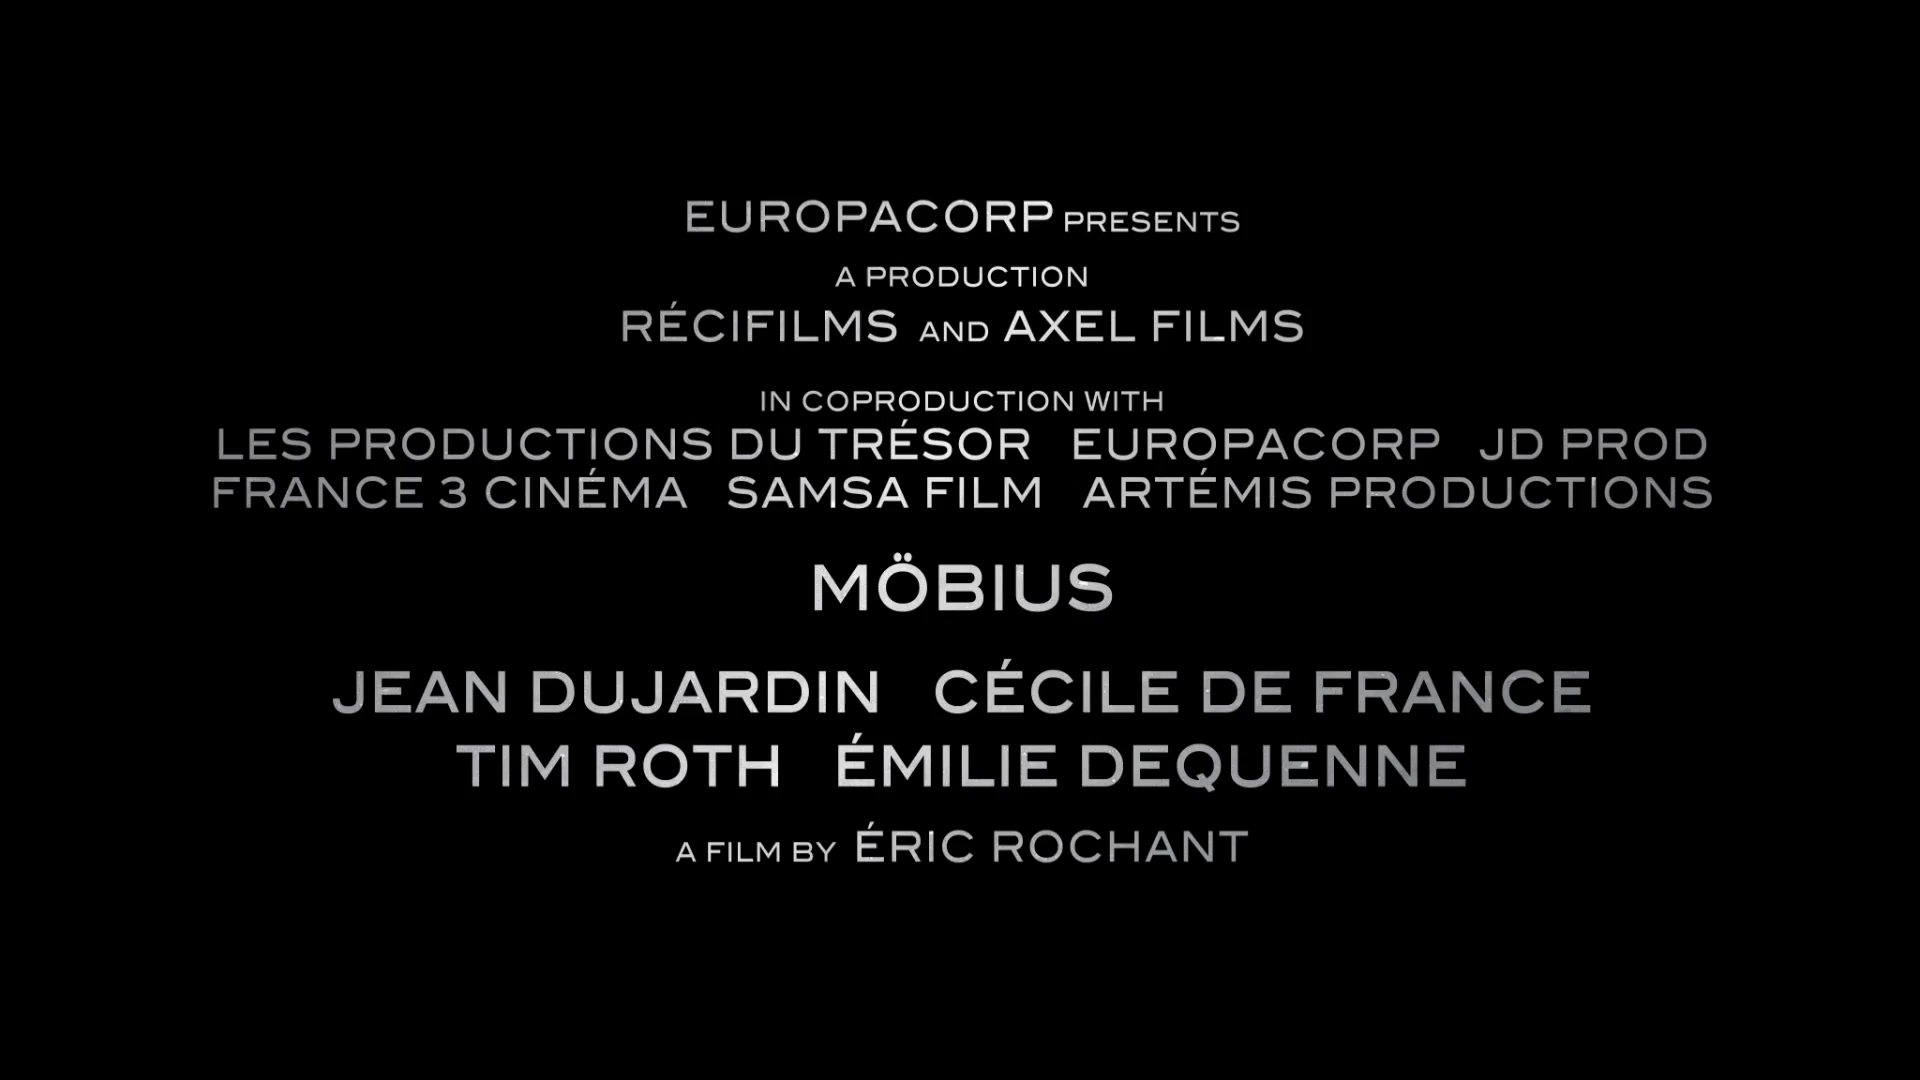 EUROPACORP PRESENTS
A PRODUCTION
RÉCIFILMS AND AXEL FILMS
IN COPRODUCTION WITH
LES PRODUCTIONS DU TRÉSOR EUROPACORP JD PROD
FRANCE 3 CINÉMA SAMSA FILM ARTÉMIS PRODUCTIONS
MÖBIUS
JEAN DUJARDIN CÉCILE DE FRANCE
TIM ROTH ÉMILIE DEQUENNE
A FILM BY ÉRIC ROCHANT